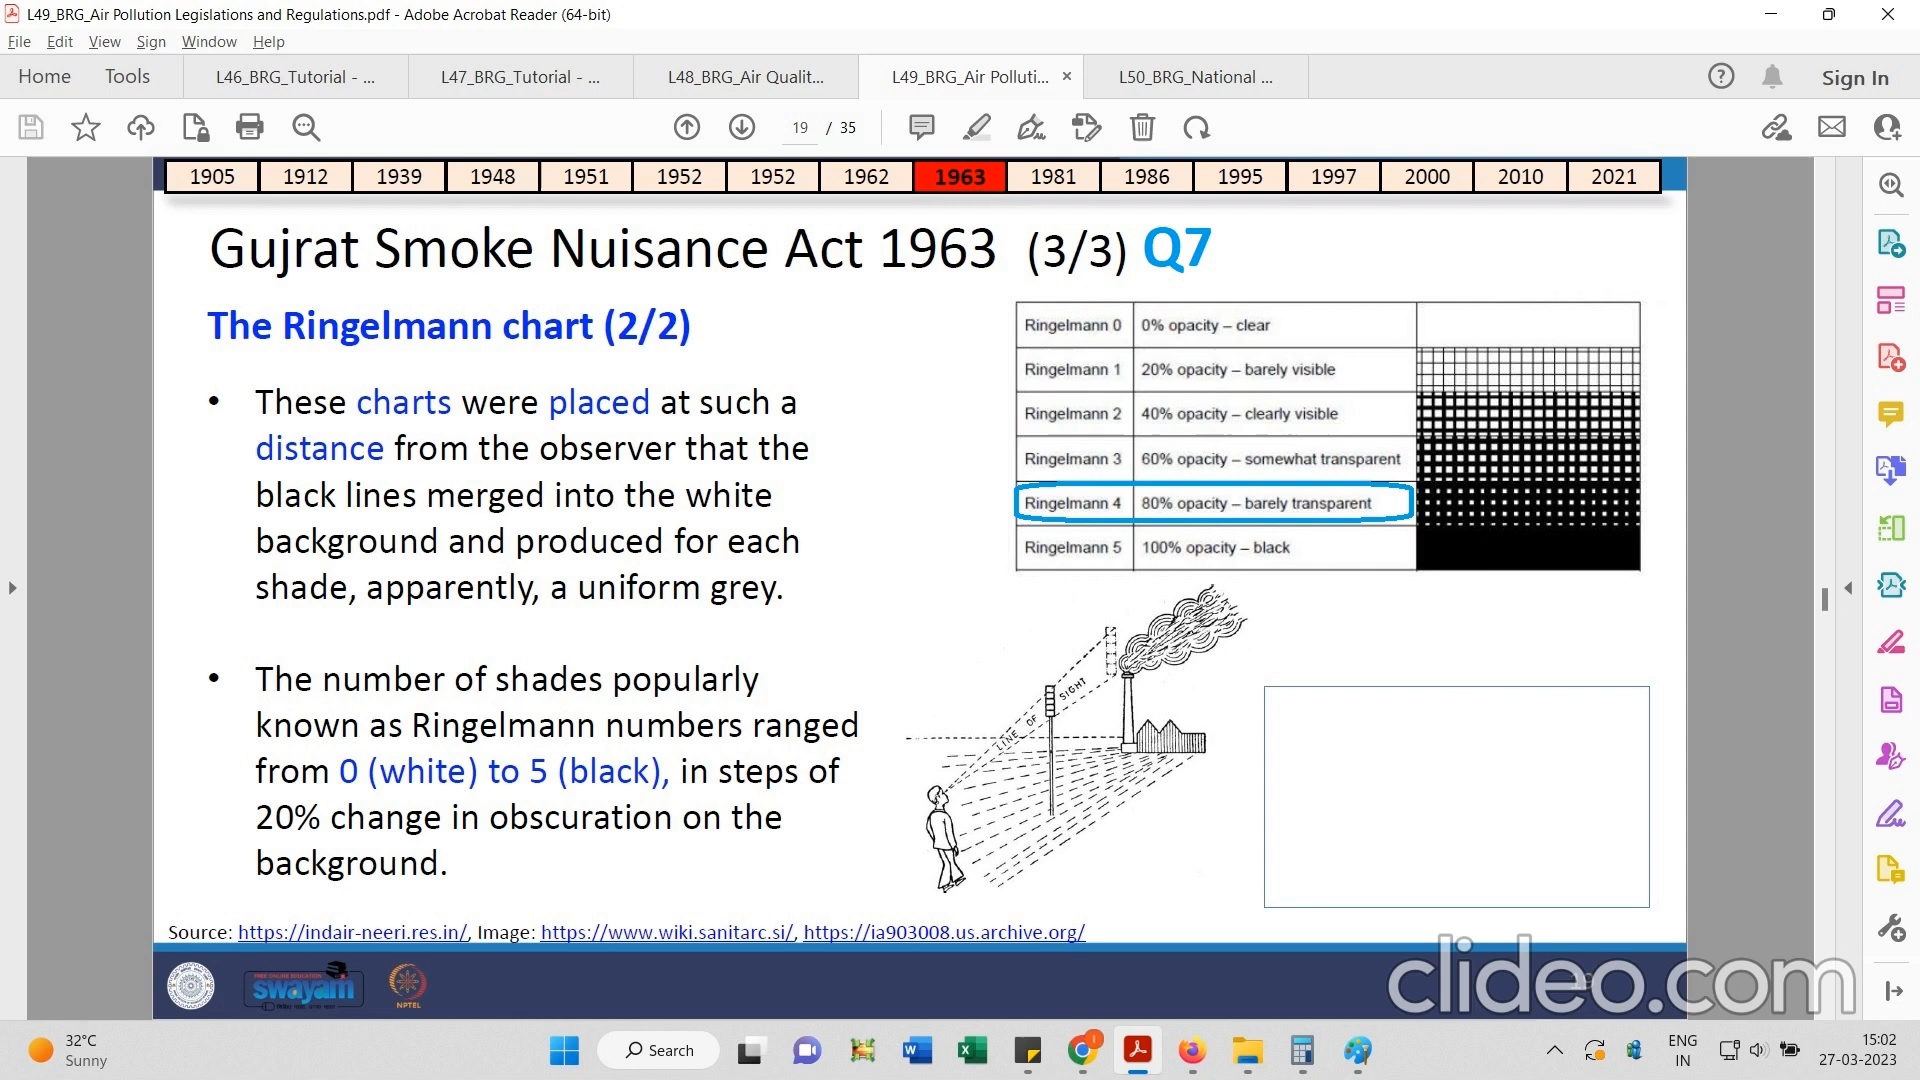 L49_BRG_Air Pollution Legislations and Regulations.pdf - Adobe Acrobat Reader (64-bit)
File Edit View Sign Window Help
Home Tools L46_BRG_Tutorial - ... L47_BRG_Tutorial - ... L48_BRG_Air Qualit... L49_BRG_Air Polluti... × L50_BRG_National ... Sign In
19 / 35
1905 1912 1939 1948 1951 1952 1952 1962 1963 1981 1986 1995 1997 2000 2010 2021
Gujrat Smoke Nuisance Act 1963 (3/3) Q7
The Ringelmann chart (2/2)
• These charts were placed at such a
distance from the observer that the
black lines merged into the white
background and produced for each
shade, apparently, a uniform grey.
• The number of shades popularly
known as Ringelmann numbers ranged
from 0 (white) to 5 (black), in steps of
20% change in obscuration on the
background.
Ringelmann 0 0% opacity – clear
Ringelmann 1 20% opacity – barely visible
Ringelmann 2 40% opacity – clearly visible
Ringelmann 3 60% opacity – somewhat transparent
Ringelmann 4 80% opacity – barely transparent
Ringelmann 5 100% opacity – black
LINE OF SIGHT
Source: https://indair-neeri.res.in/, Image: https://www.wiki.sanitarc.si/, https://ia903008.us.archive.org/
FREE ONLINE EDUCATION
swayam
NPTEL
19
clideo.com
32°C
Sunny
Search
ENG
IN
15:02
27-03-2023